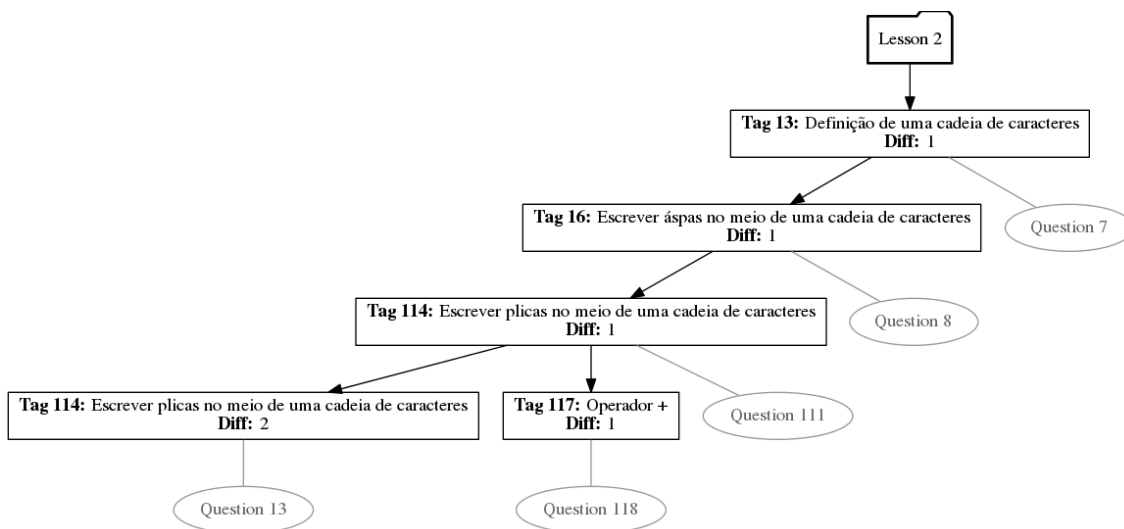 Lesson 2
Tag 13: Definição de uma cadeia de caracteres
Diff: 1
Tag 16: Escrever áspas no meio de uma cadeia de caracteres
Diff: 1
Question 7
Tag 114: Escrever plicas no meio de uma cadeia de caracteres
Diff: 1
Question 8
Tag 114: Escrever plicas no meio de uma cadeia de caracteres
Diff: 2
Tag 117: Operador +
Diff: 1
Question 111
Question 13
Question 118